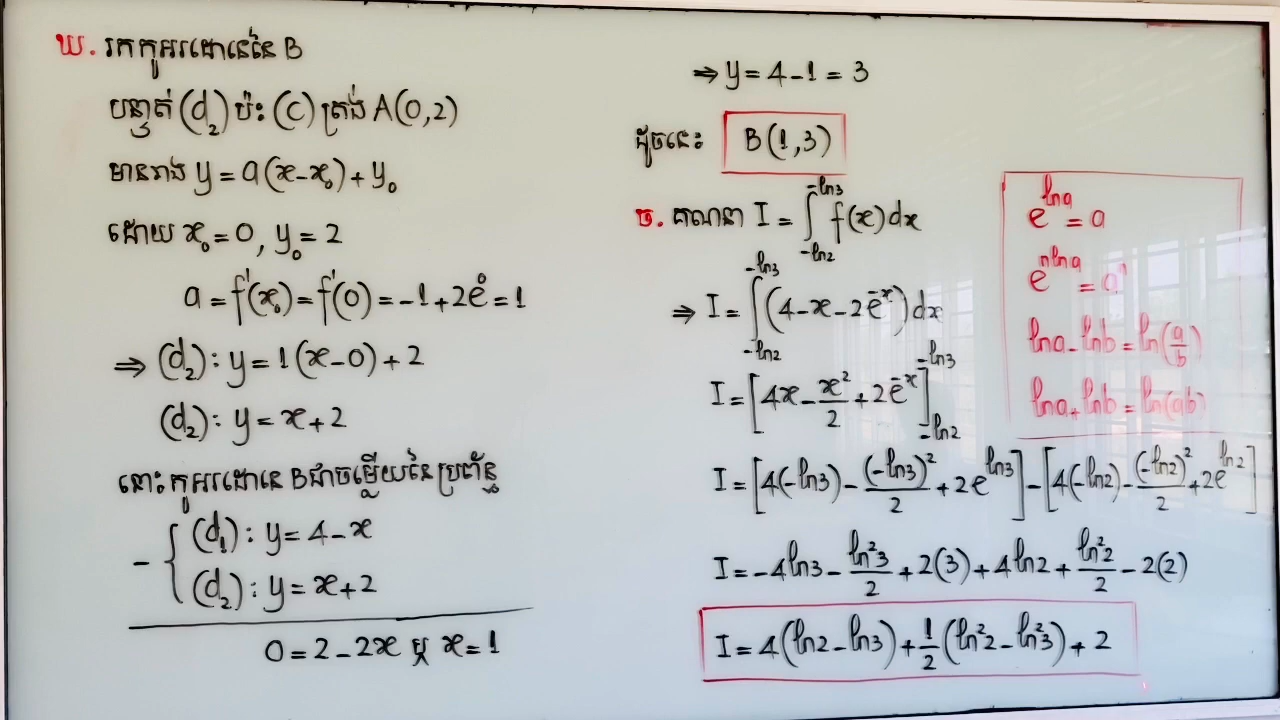 ឃ. រកកូអរដោនេនៃ B
បន្ទាត់ (d₂) ប៉ះ (C) ត្រង់ A(0,2)
មានរាង y = a(x-x₀) + y₀
ដោយ x₀ = 0, y₀ = 2
a = f'(x₀) = f'(0) = -1 + 2e⁰ = 1
⇒ (d₂) : y = 1(x-0) + 2
(d₂) : y = x+2
នោះកូអរដោនេ B ជាចម្លើយនៃប្រព័ន្ធ
- { (d₁) : y = 4-x
(d₂) : y = x+2
0 = 2-2x ឬ x = 1
⇒ y = 4-1 = 3
ដូចនេះ B(1,3)
ច. គណនា I = ∫_{-ln2}^{-ln3} f(x)dx
⇒ I = ∫_{-ln2}^{-ln3} (4-x-2e^{-x})dx
I = [4x - x²/2 + 2e^{-x}]_{-ln2}^{-ln3}
I = [4(-ln3) - (-ln3)²/2 + 2e^{ln3}] - [4(-ln2) - (-ln2)²/2 + 2e^{ln2}]
I = -4ln3 - ln²3/2 + 2(3) + 4ln2 + ln²2/2 - 2(2)
I = 4(ln2-ln3) + 1/2(ln²2-ln²3) + 2
e^{lna} = a
e^{nlna} = aⁿ
lna - lnb = ln(a/b)
lna + lnb = ln(ab)